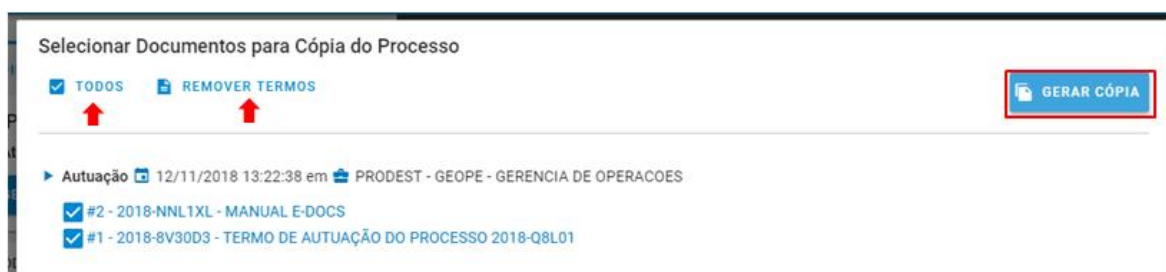 Selecionar Documentos para Cópia do Processo
TODOS REMOVER TERMOS GERAR CÓPIA
Autuação 12/11/2018 13:22:38 em PRODEST - GEOPE - GERENCIA DE OPERACOES
#2 - 2018-NNL1XL - MANUAL E-DOCS
#1 - 2018-8V30D3 - TERMO DE AUTUAÇÃO DO PROCESSO 2018-Q8L01